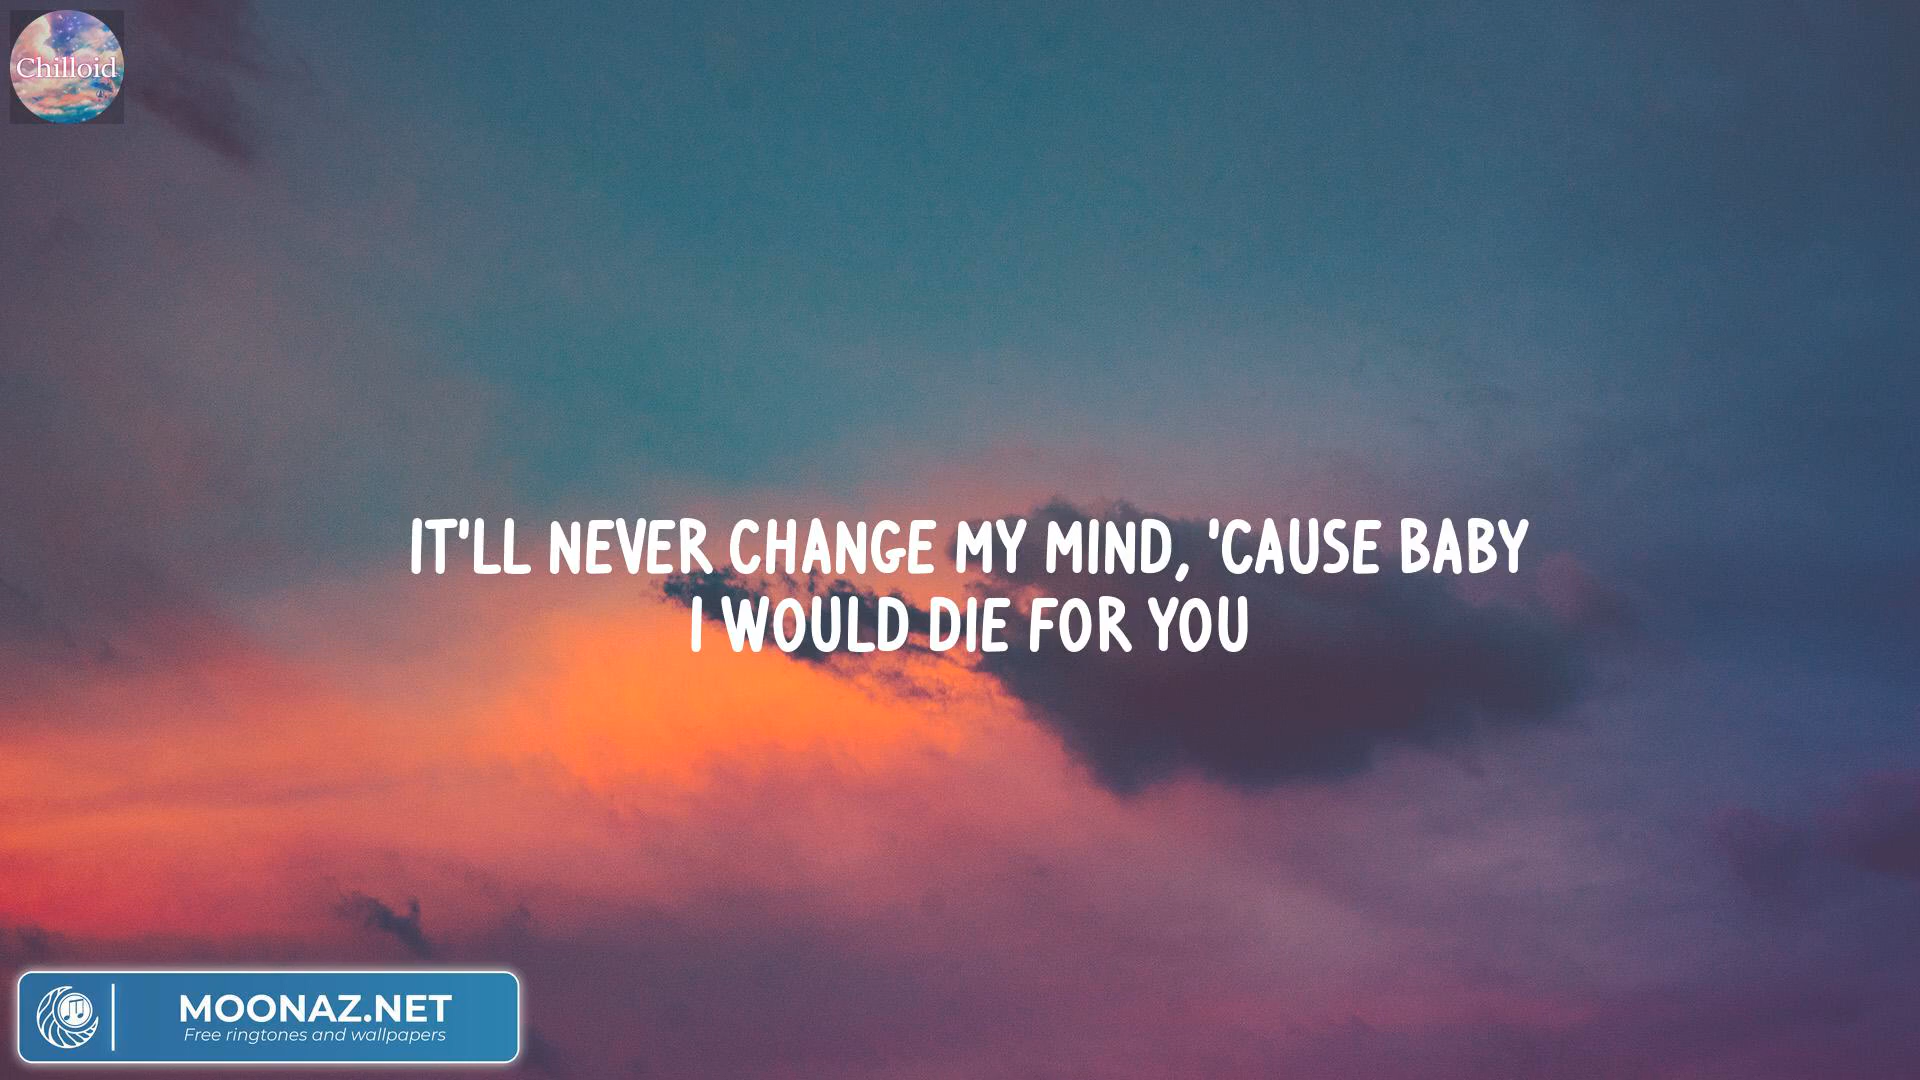 Chilloid
IT'LL NEVER CHANGE MY MIND, 'CAUSE BABY
I WOULD DIE FOR YOU
MOONAZ.NET
Free ringtones and wallpapers